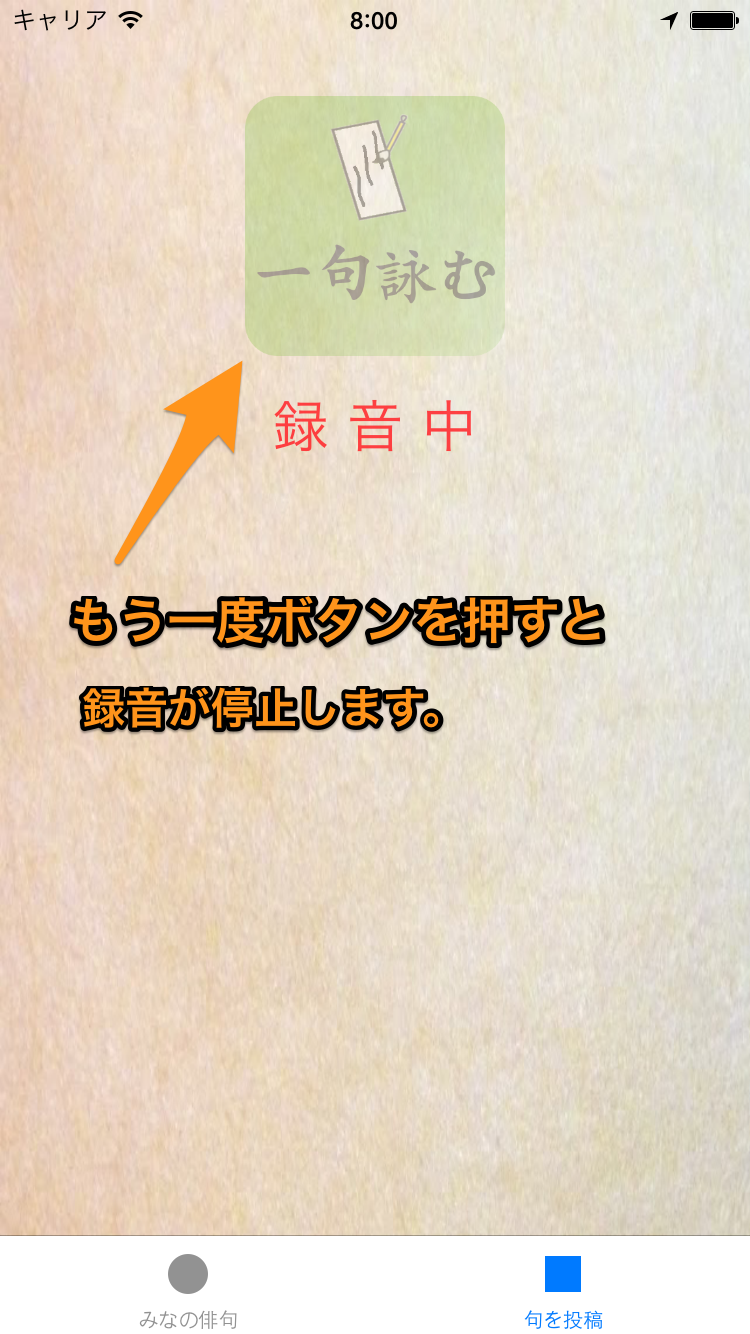 キャリア 8:00
一句詠む
録音中
もう一度ボタンを押すと
録音が停止します。
みなの俳句 句を投稿